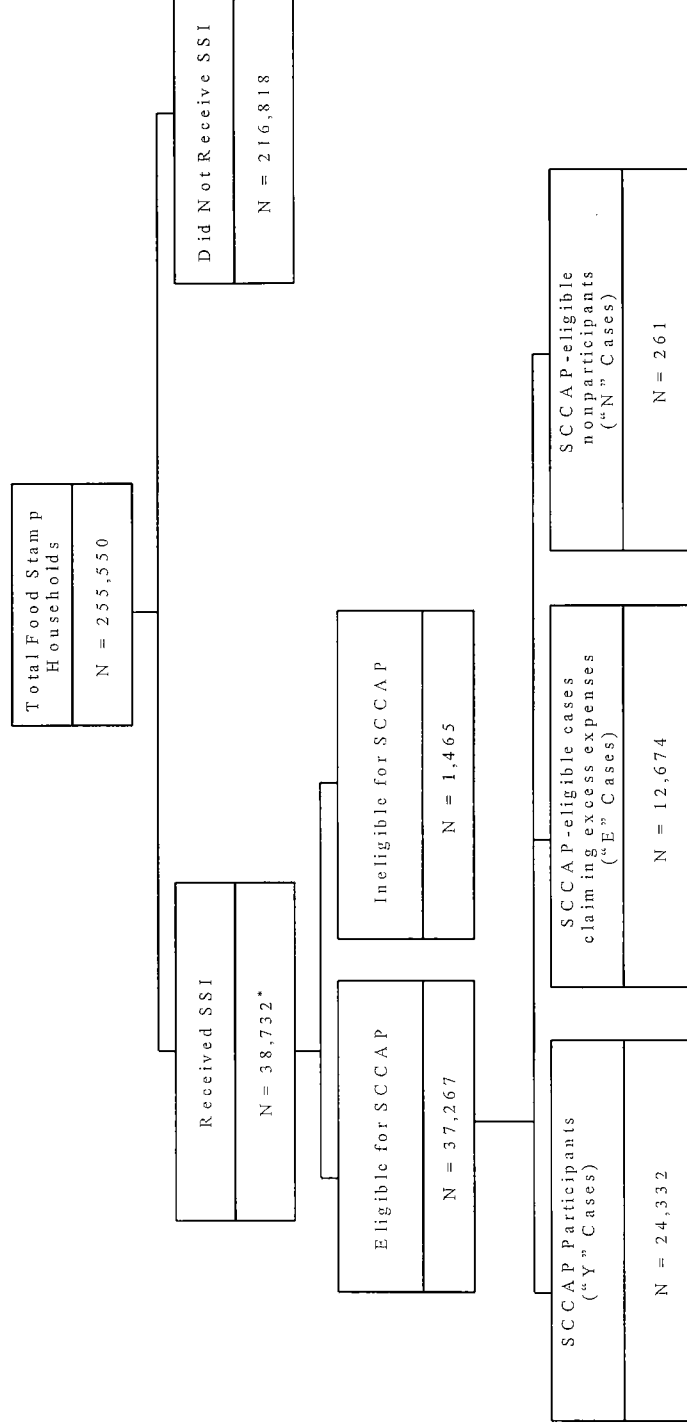 Total Food Stamp
Households
N = 255,550
Received SSI
N = 38,732*
Did Not Receive SSI
N = 216,818
Eligible for SCCAP
N = 37,267
Ineligible for SCCAP
N = 1,465
SCCAP Participants
(“Y” Cases)
N = 24,332
SCCAP-eligible cases
claiming excess expenses
(“E” Cases)
N = 12,674
SCCAP-eligible
nonparticipants
(“N” Cases)
N = 261